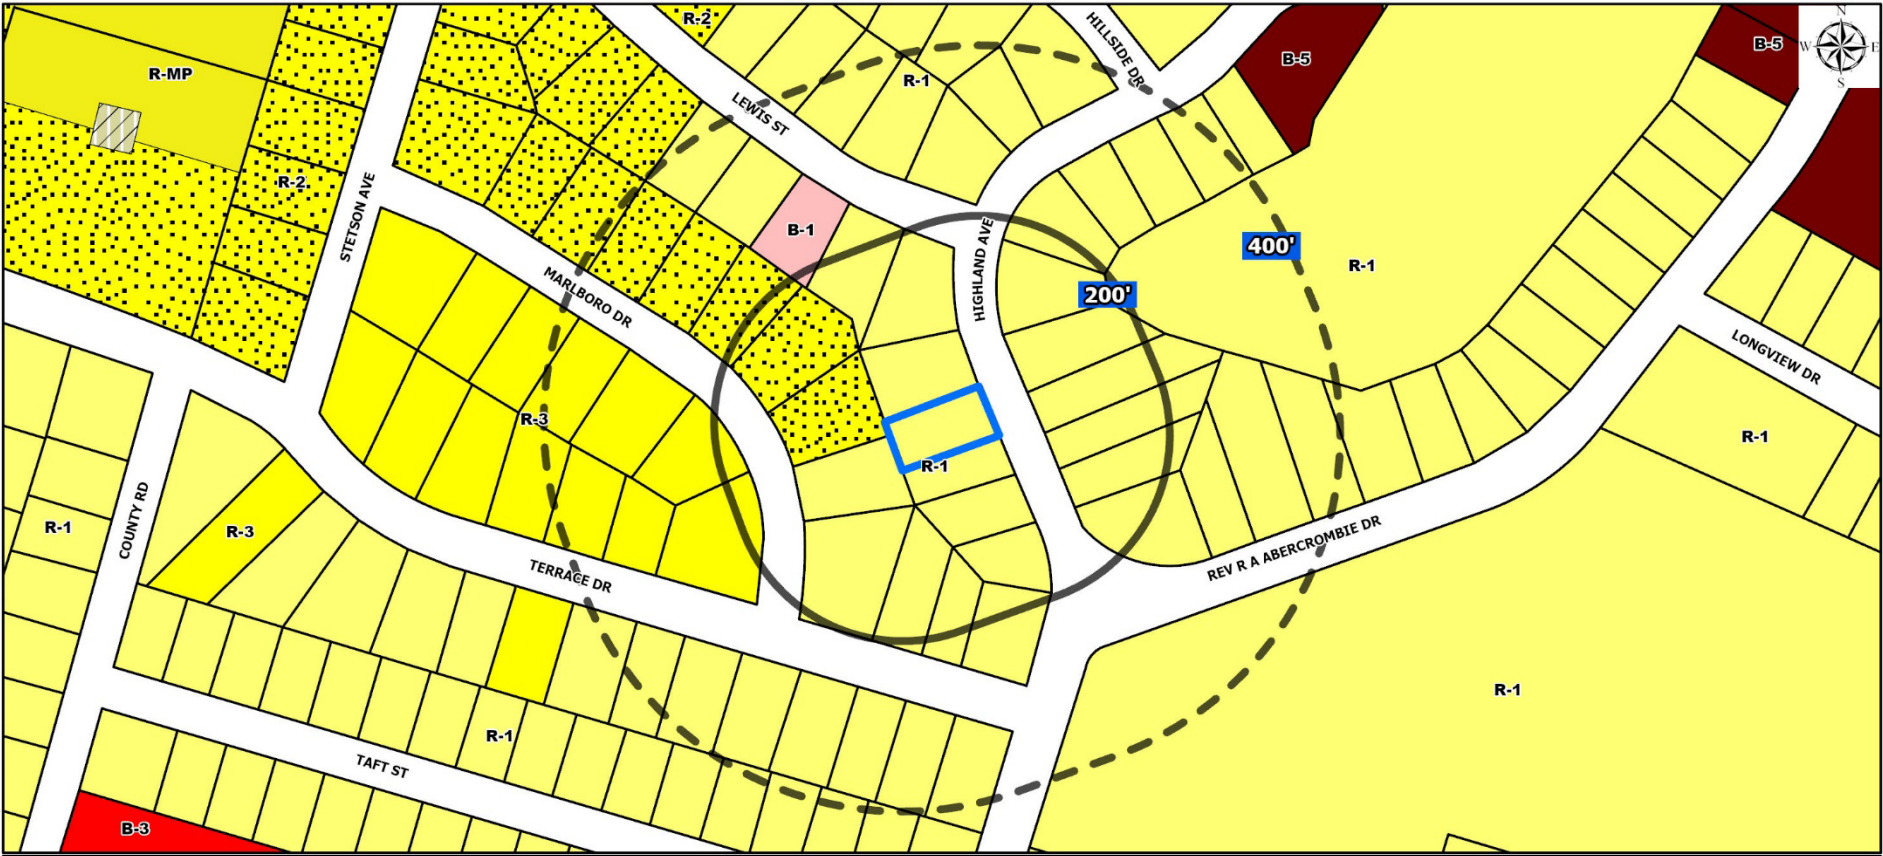 R-2
HILLSIDE DR
B-5
B-5
N
W
E
S
R-MP
R-1
LEWIS ST
R-2
STETSON AVE
B-1
HIGHLAND AVE
400'
R-1
MARLBORO DR
200'
LONGVIEW DR
R-3
R-1
R-1
R-1
COUNTY RD
R-3
TERRACE DR
REV R A ABERCROMBIE DR
R-1
R-1
TAFT ST
B-3